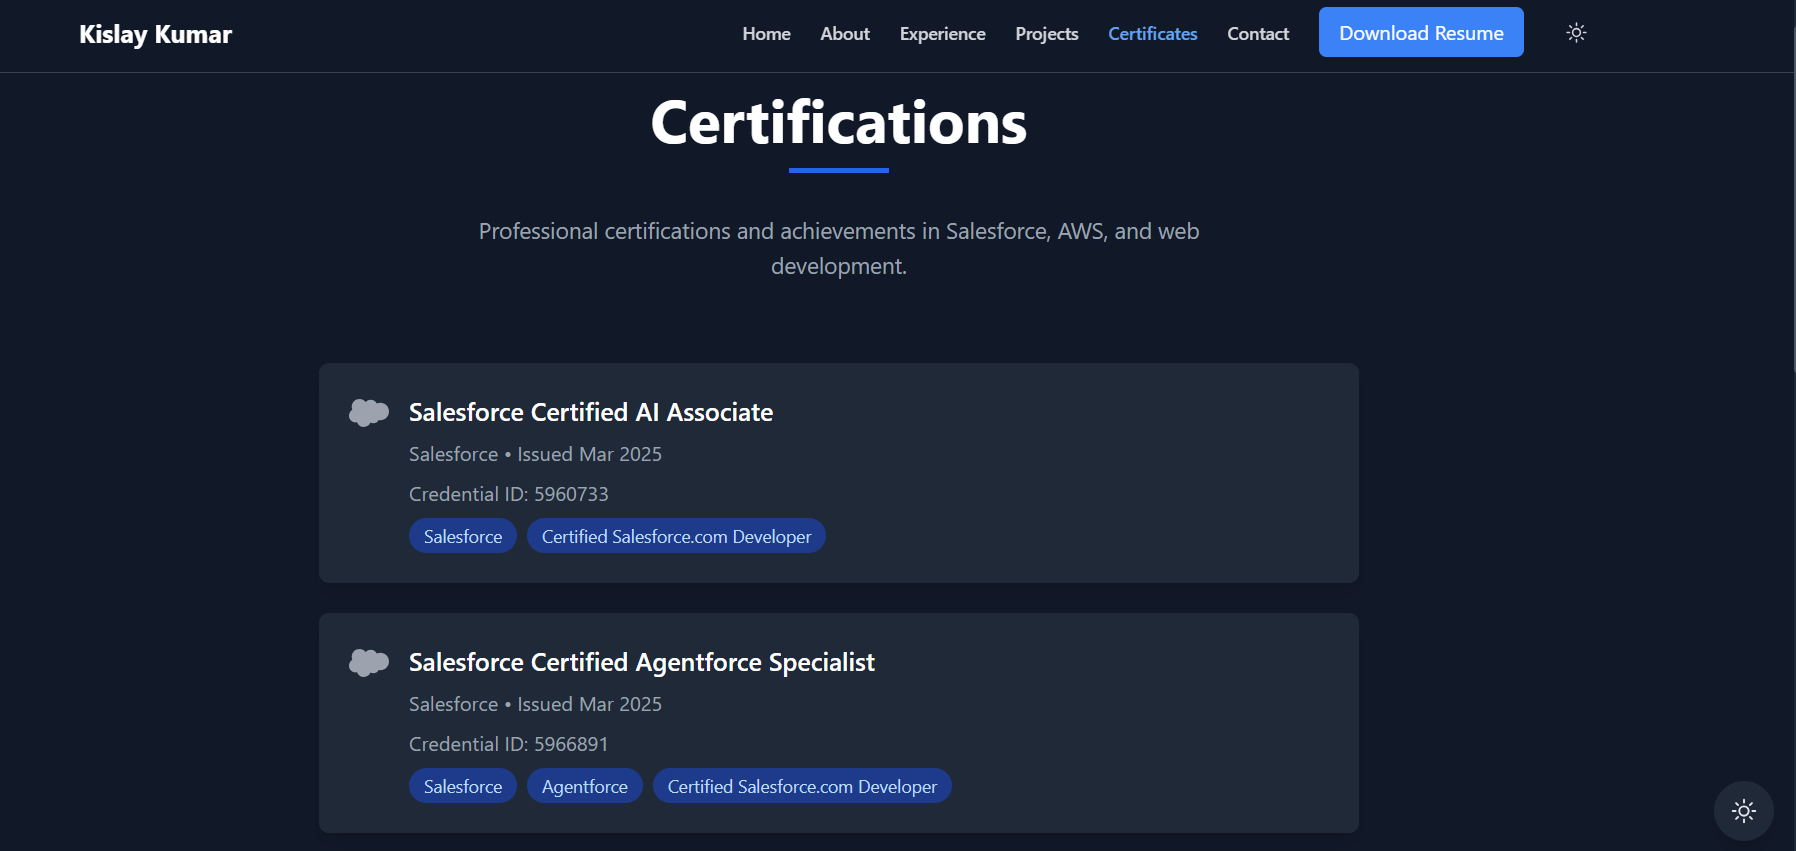 Kislay Kumar
Home About Experience Projects Certificates Contact Download Resume
Certifications
Professional certifications and achievements in Salesforce, AWS, and web
development.
Salesforce Certified AI Associate
Salesforce • Issued Mar 2025
Credential ID: 5960733
Salesforce Certified Salesforce.com Developer
Salesforce Certified Agentforce Specialist
Salesforce • Issued Mar 2025
Credential ID: 5966891
Salesforce Agentforce Certified Salesforce.com Developer